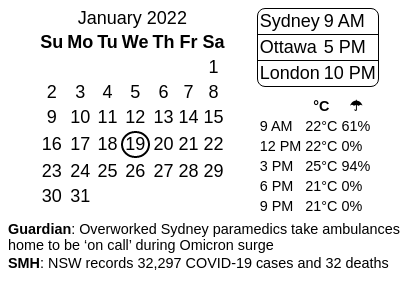 January 2022
Su Mo Tu We Th Fr Sa
1
2 3 4 5 6 7 8
9 10 11 12 13 14 15
16 17 18 19 20 21 22
23 24 25 26 27 28 29
30 31
Sydney 9 AM
Ottawa 5 PM
London 10 PM
°C ☂
9 AM 22°C 61%
12 PM 22°C 0%
3 PM 25°C 94%
6 PM 21°C 0%
9 PM 21°C 0%
Guardian: Overworked Sydney paramedics take ambulances
home to be ‘on call’ during Omicron surge
SMH: NSW records 32,297 COVID-19 cases and 32 deaths